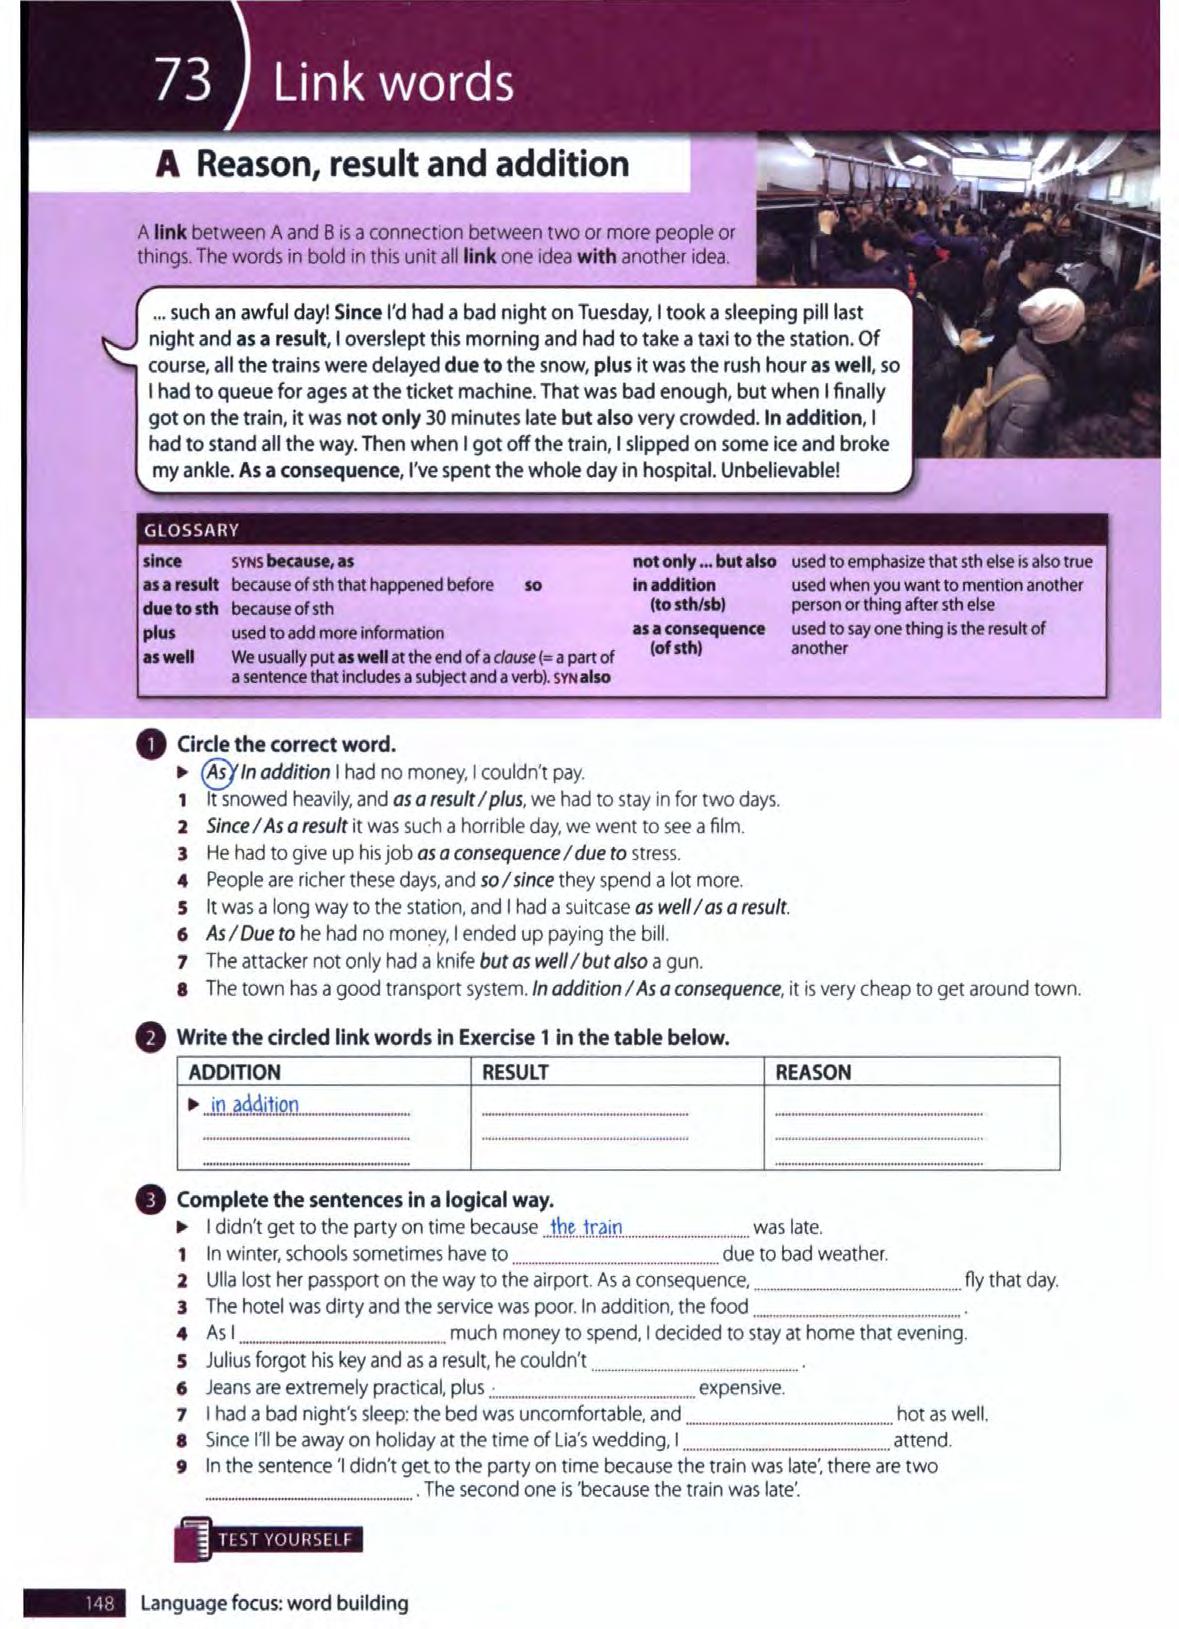 73 Link words
A Reason, result and addition
A link between A and B is a connection between two or more people or
things. The words in bold in this unit all link one idea with another idea.
... such an awful day! Since I'd had a bad night on Tuesday, I took a sleeping pill last
night and as a result, I overslept this morning and had to take a taxi to the station. Of
course, all the trains were delayed due to the snow, plus it was the rush hour as well, so
I had to queue for ages at the ticket machine. That was bad enough, but when I finally
got on the train, it was not only 30 minutes late but also very crowded. In addition, I
had to stand all the way. Then when I got off the train, I slipped on some ice and broke
my ankle. As a consequence, I've spent the whole day in hospital. Unbelievable!
GLOSSARY
since SYNS because, as
as a result because of sth that happened before so
due to sth because of sth
plus used to add more information
as well We usually put as well at the end of a clause (= a part of
a sentence that includes a subject and a verb). SYN also
not only ... but also used to emphasize that sth else is also true
in addition used when you want to mention another
(to sth/sb) person or thing after sth else
as a consequence used to say one thing is the result of
(of sth) another
1 Circle the correct word.
► As / In addition I had no money, I couldn't pay.
1 It snowed heavily, and as a result / plus, we had to stay in for two days.
2 Since / As a result it was such a horrible day, we went to see a film.
3 He had to give up his job as a consequence / due to stress.
4 People are richer these days, and so / since they spend a lot more.
5 It was a long way to the station, and I had a suitcase as well / as a result.
6 As / Due to he had no money, I ended up paying the bill.
7 The attacker not only had a knife but as well / but also a gun.
8 The town has a good transport system. In addition / As a consequence, it is very cheap to get around town.
2 Write the circled link words in Exercise 1 in the table below.
ADDITION RESULT REASON
► in addition
3 Complete the sentences in a logical way.
► I didn't get to the party on time because the train was late.
1 In winter, schools sometimes have to due to bad weather.
2 Ulla lost her passport on the way to the airport. As a consequence, fly that day.
3 The hotel was dirty and the service was poor. In addition, the food .
4 As I much money to spend, I decided to stay at home that evening.
5 Julius forgot his key and as a result, he couldn't .
6 Jeans are extremely practical, plus expensive.
7 I had a bad night's sleep: the bed was uncomfortable, and hot as well.
8 Since I'll be away on holiday at the time of Lia's wedding, I attend.
9 In the sentence 'I didn't get to the party on time because the train was late', there are two
. The second one is 'because the train was late'.
TEST YOURSELF
148 Language focus: word building